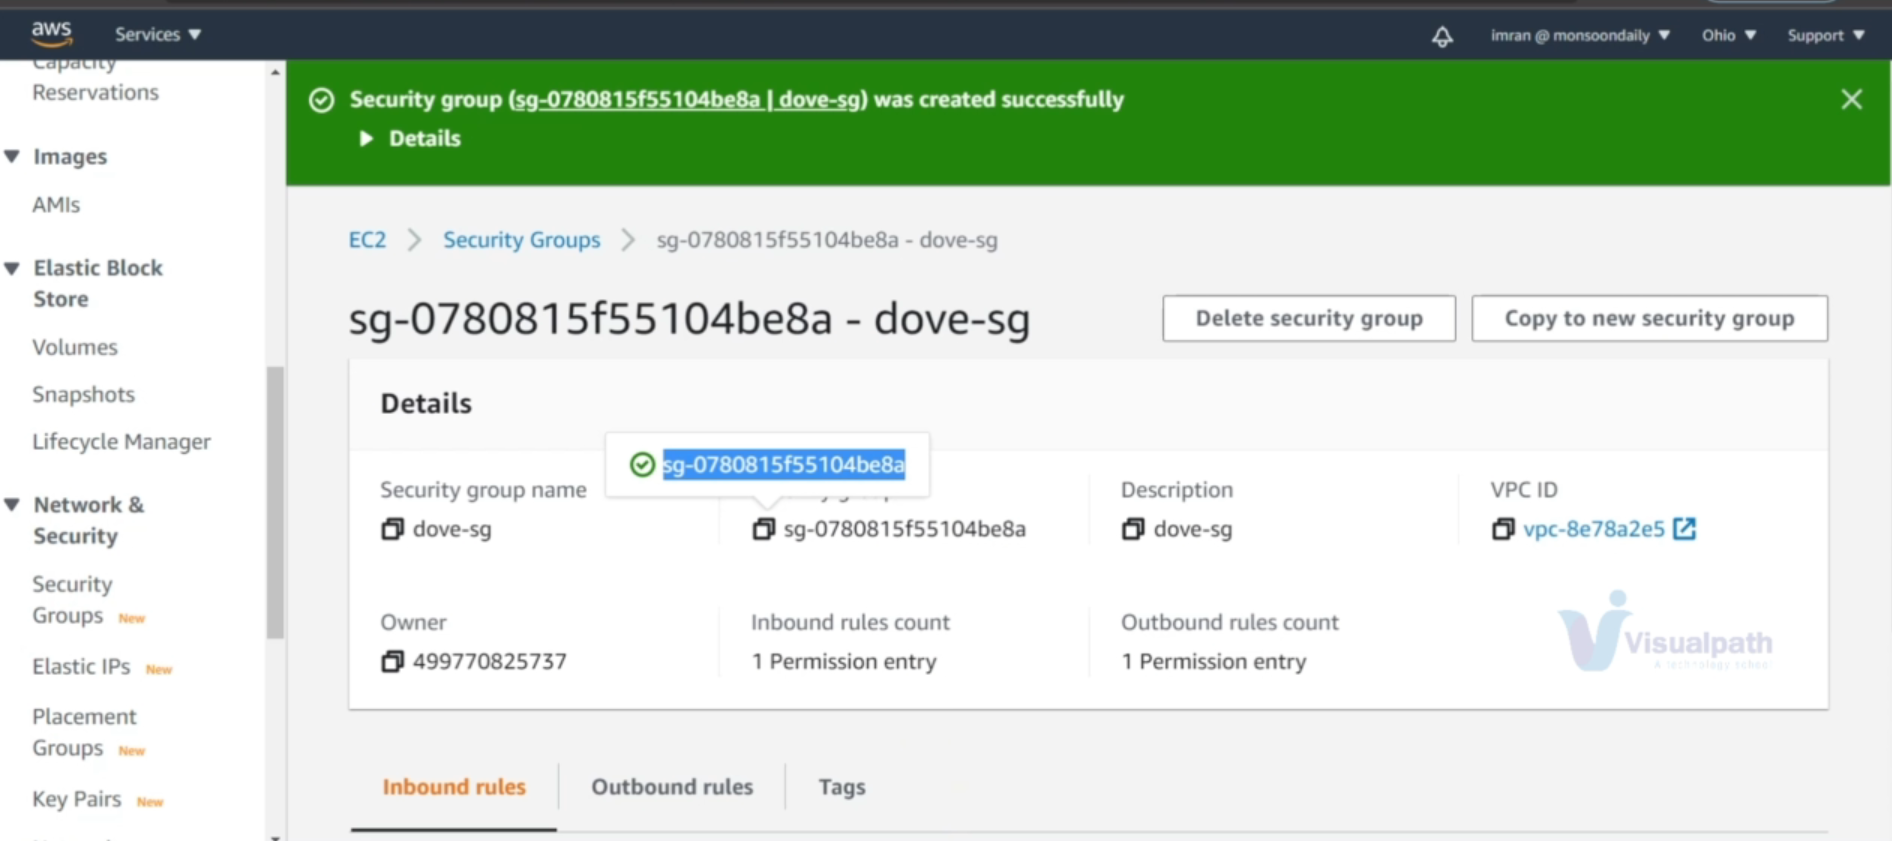 aws
Services
imran @ monsoondaily
Ohio
Support
Capacity
Reservations
Images
AMIs
Elastic Block
Store
Volumes
Snapshots
Lifecycle Manager
Network &
Security
Security
Groups New
Elastic IPs New
Placement
Groups New
Key Pairs New
Security group (sg-0780815f55104be8a | dove-sg) was created successfully
Details
EC2 > Security Groups > sg-0780815f55104be8a - dove-sg
sg-0780815f55104be8a - dove-sg
Delete security group
Copy to new security group
Details
sg-0780815f55104be8a
Security group name
dove-sg
sg-0780815f55104be8a
Description
dove-sg
VPC ID
vpc-8e78a2e5
Owner
499770825737
Inbound rules count
1 Permission entry
Outbound rules count
1 Permission entry
Visualpath
A technology school
Inbound rules
Outbound rules
Tags